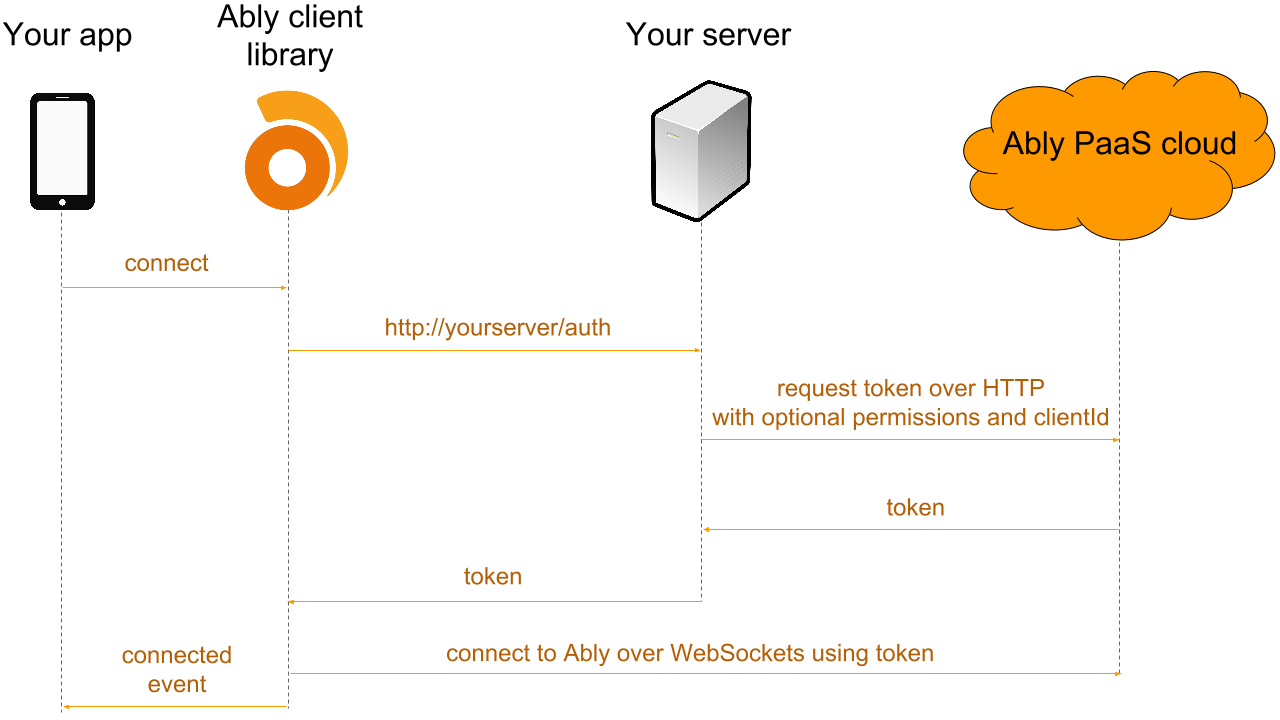 Your app
Ably client
library
Your server
Ably PaaS cloud
connect
http://yourserver/auth
request token over HTTP
with optional permissions and clientId
token
token
connect to Ably over WebSockets using token
connected
event